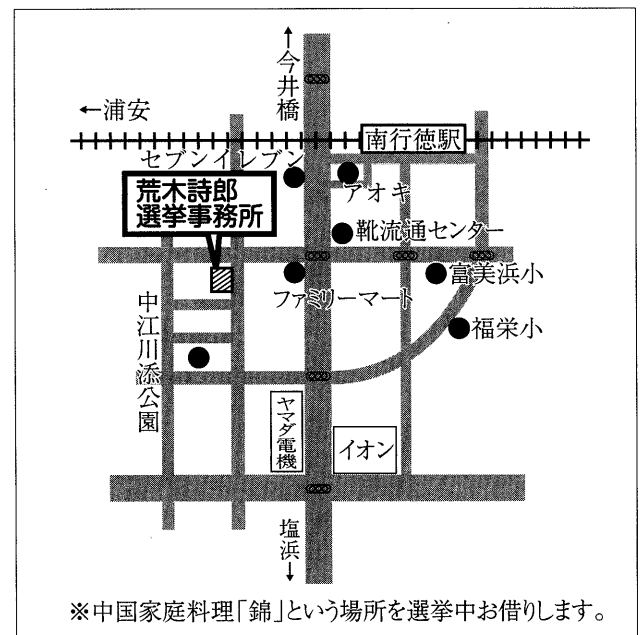 ↑
今井橋
←浦安
南行徳駅
セブンイレブン
アオキ
荒木詩郎
選挙事務所
靴流通センター
ファミリーマート
富美浜小
福栄小
中江川添公園
ヤマダ電機
イオン
塩浜
↓
※中国家庭料理「錦」という場所を選挙中お借りします。